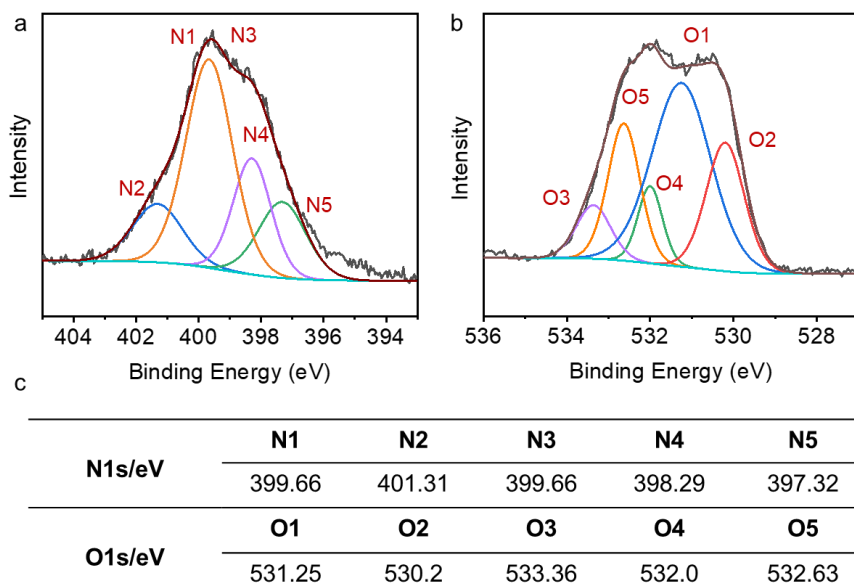 a
N1
N3
N2
N4
N5
Intensity
404
402
400
398
396
394
Binding Energy (eV)
b
O1
O5
O2
O3
O4
Intensity
536
534
532
530
528
Binding Energy (eV)
c
N1s/eV
N1 N2 N3 N4 N5
399.66 401.31 399.66 398.29 397.32
O1s/eV
O1 O2 O3 O4 O5
531.25 530.2 533.36 532.0 532.63